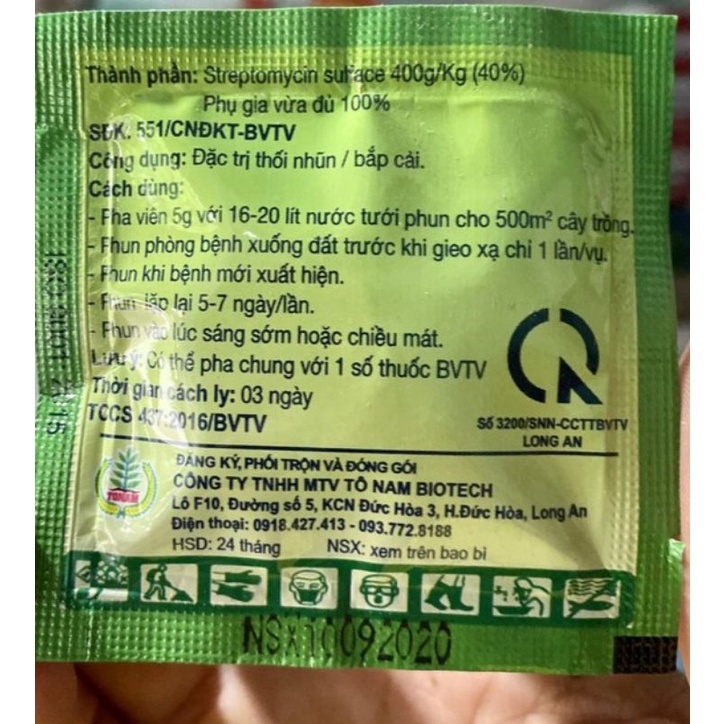 Thành phần: Streptomycin sulface 400g/Kg (40%)
Phụ gia vừa đủ 100%
SĐK. 551/CNĐKT-BVTV
Công dụng: Đặc trị thối nhũn / bắp cải.
Cách dùng:
- Pha viên 5g với 16-20 lít nước tưới phun cho 500m² cây trồng.
- Phun phòng bệnh xuống đất trước khi gieo xạ chỉ 1 lần/vụ.
- Phun khi bệnh mới xuất hiện.
- Phun lặp lại 5-7 ngày/lần.
- Phun vào lúc sáng sớm hoặc chiều mát.
Lưu ý: Có thể pha chung với 1 số thuốc BVTV
Thời gian cách ly: 03 ngày
TCCS 437:2016/BVTV
Số 3200/SNN-CCTTBVTV
LONG AN
ĐĂNG KÝ, PHỐI TRỘN VÀ ĐÓNG GÓI
CÔNG TY TNHH MTV TÔ NAM BIOTECH
Lô F10, Đường số 5, KCN Đức Hòa 3, H.Đức Hòa, Long An
Điện thoại: 0918.427.413 - 093.772.8188
HSD: 24 tháng NSX: xem trên bao bì
TONAM
NSX10092020